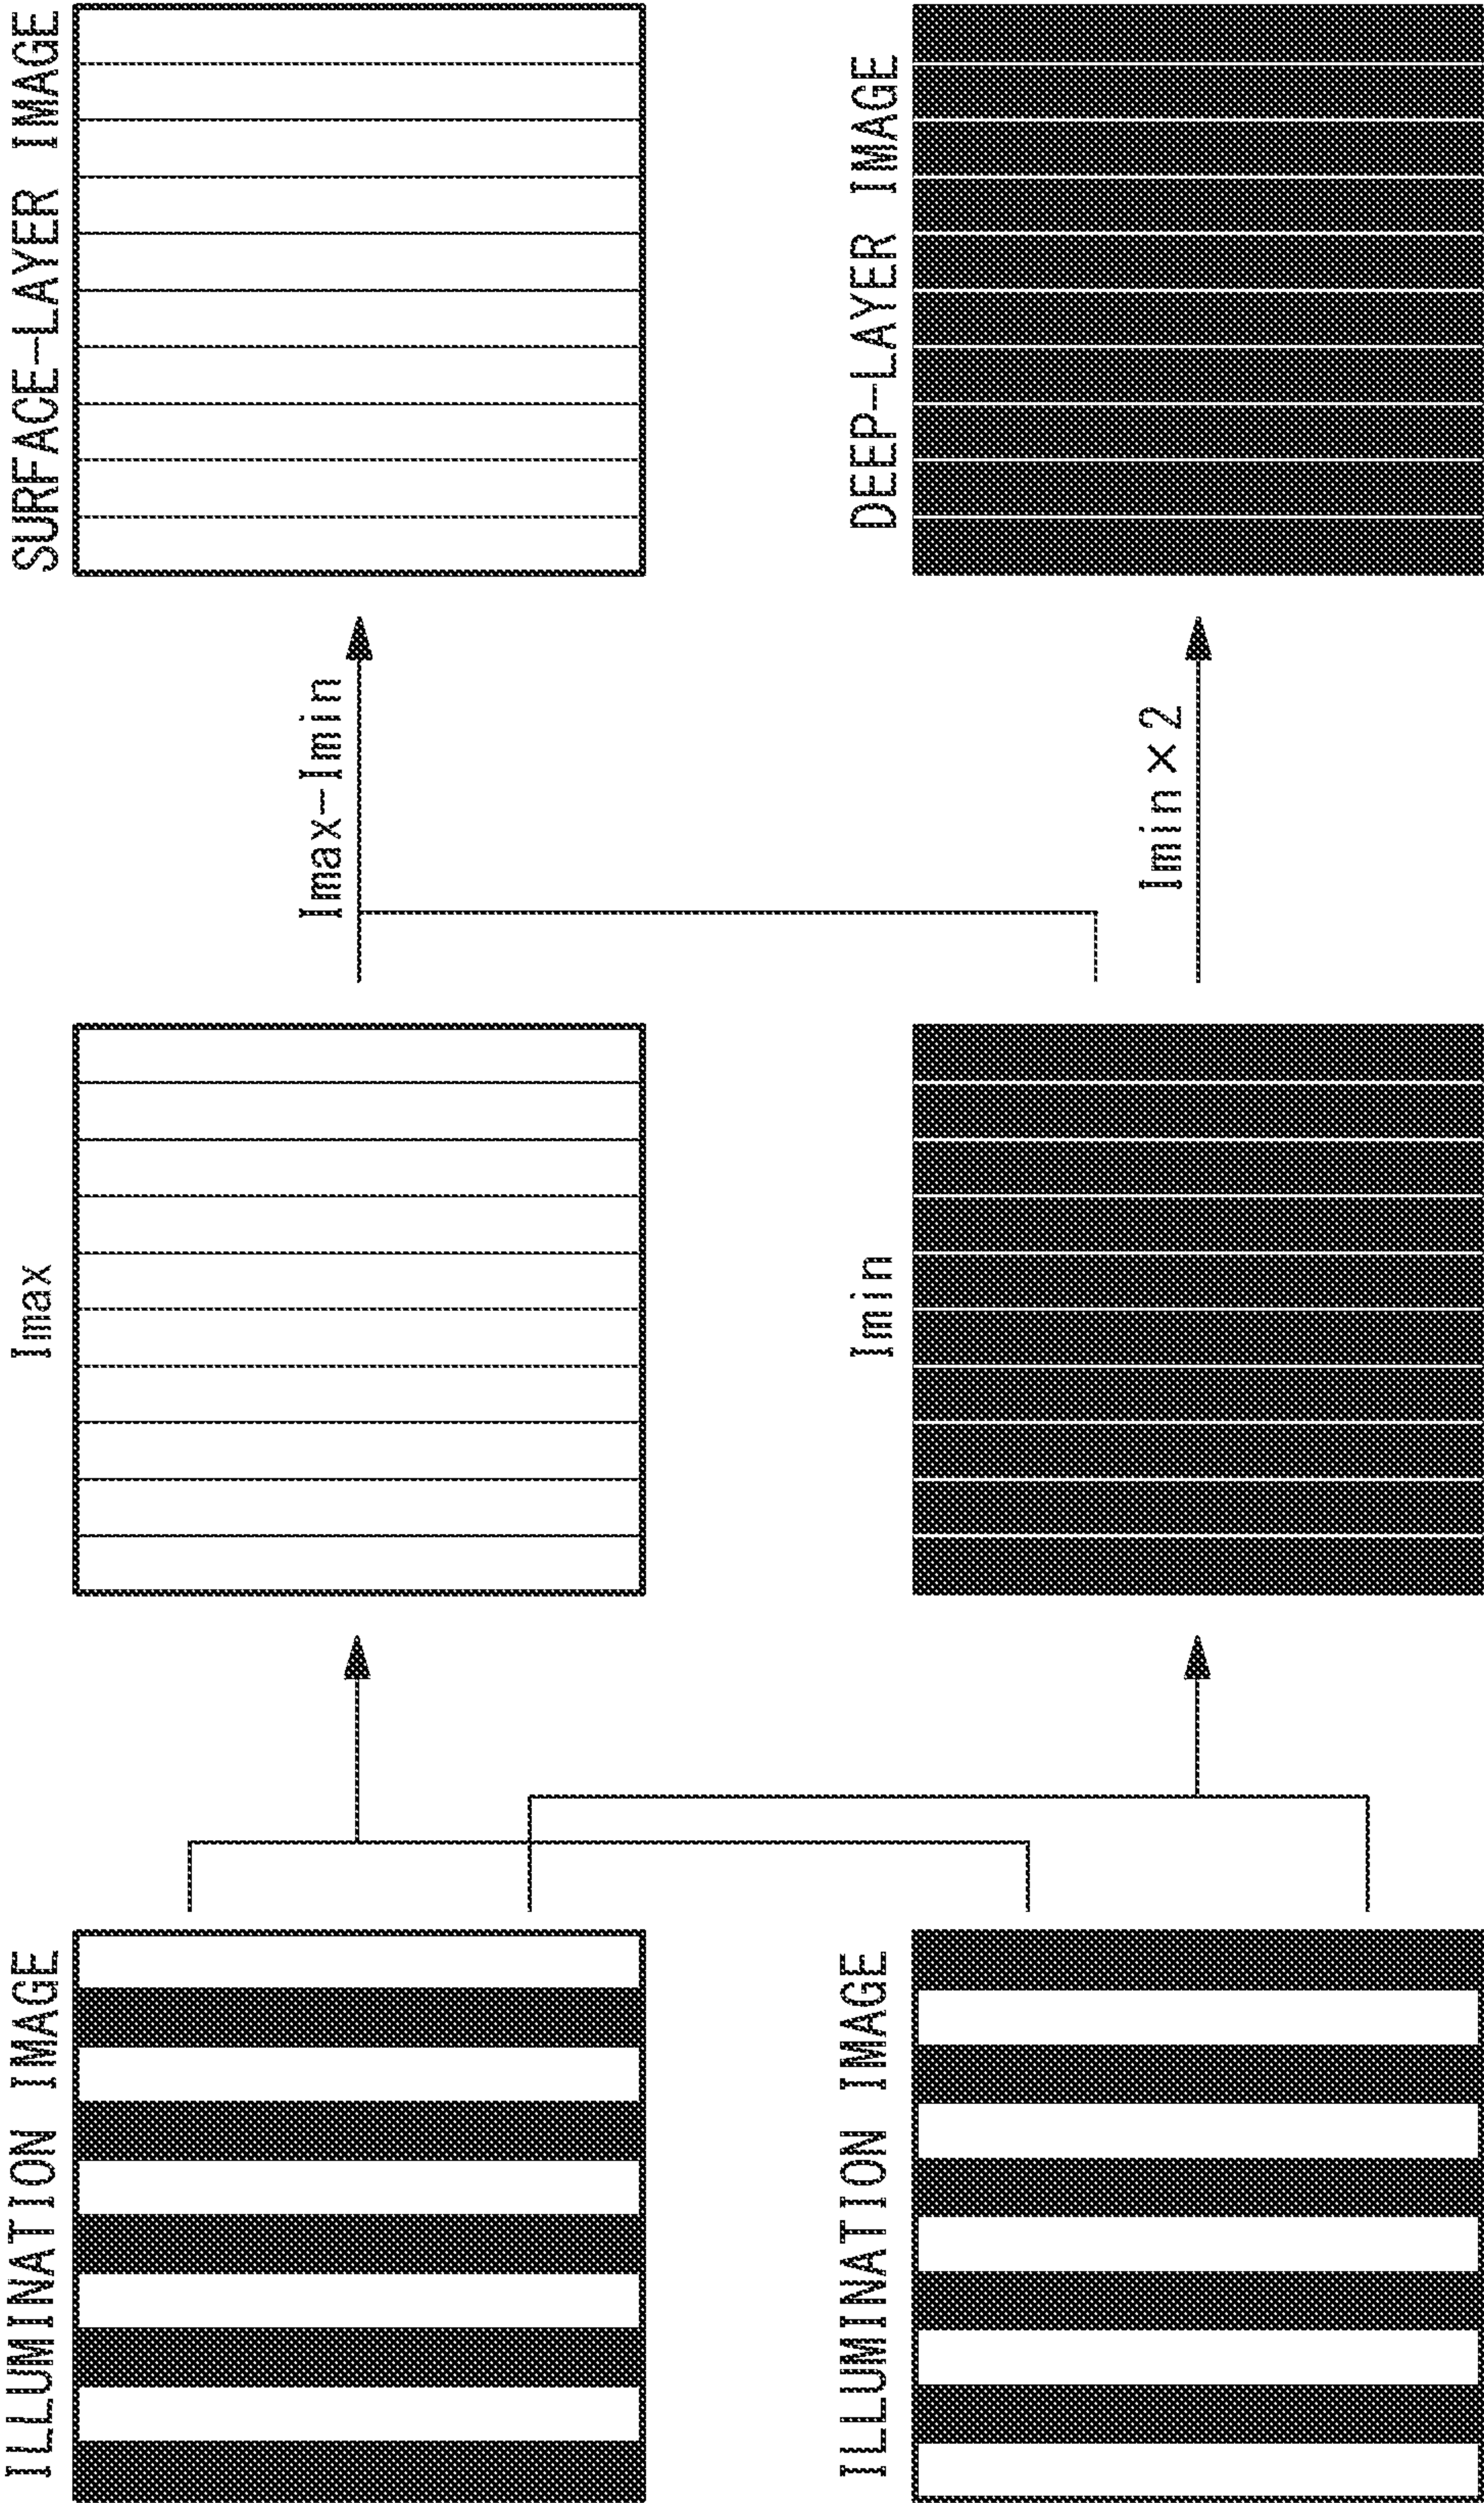 ILLUMINATION IMAGE
Imax
SURFACE-LAYER IMAGE
Imax-Imin
ILLUMINATION IMAGE
Imin
DEEP-LAYER IMAGE
Imin×2